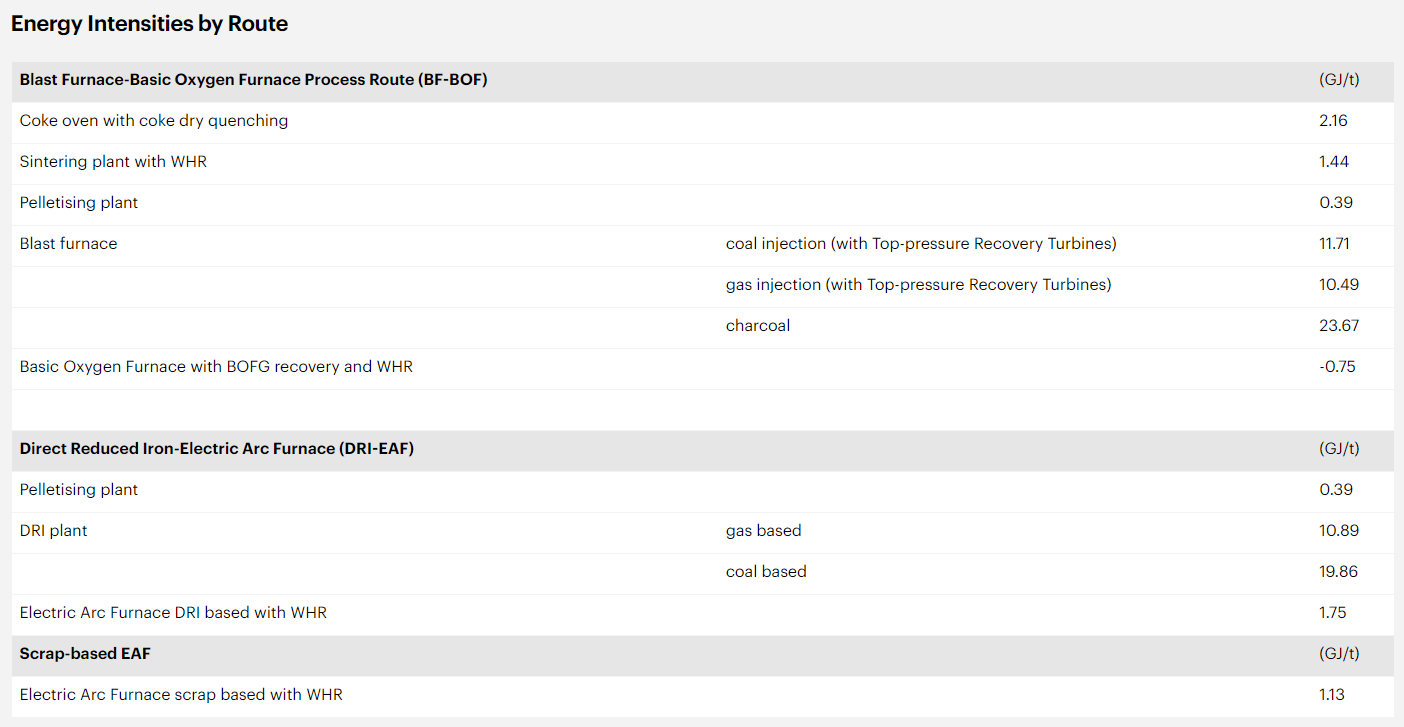 Energy Intensities by Route
Blast Furnace-Basic Oxygen Furnace Process Route (BF-BOF) (GJ/t)
Coke oven with coke dry quenching 2.16
Sintering plant with WHR 1.44
Pelletising plant 0.39
Blast furnace coal injection (with Top-pressure Recovery Turbines) 11.71
gas injection (with Top-pressure Recovery Turbines) 10.49
charcoal 23.67
Basic Oxygen Furnace with BOFG recovery and WHR -0.75
Direct Reduced Iron-Electric Arc Furnace (DRI-EAF) (GJ/t)
Pelletising plant 0.39
DRI plant gas based 10.89
coal based 19.86
Electric Arc Furnace DRI based with WHR 1.75
Scrap-based EAF (GJ/t)
Electric Arc Furnace scrap based with WHR 1.13